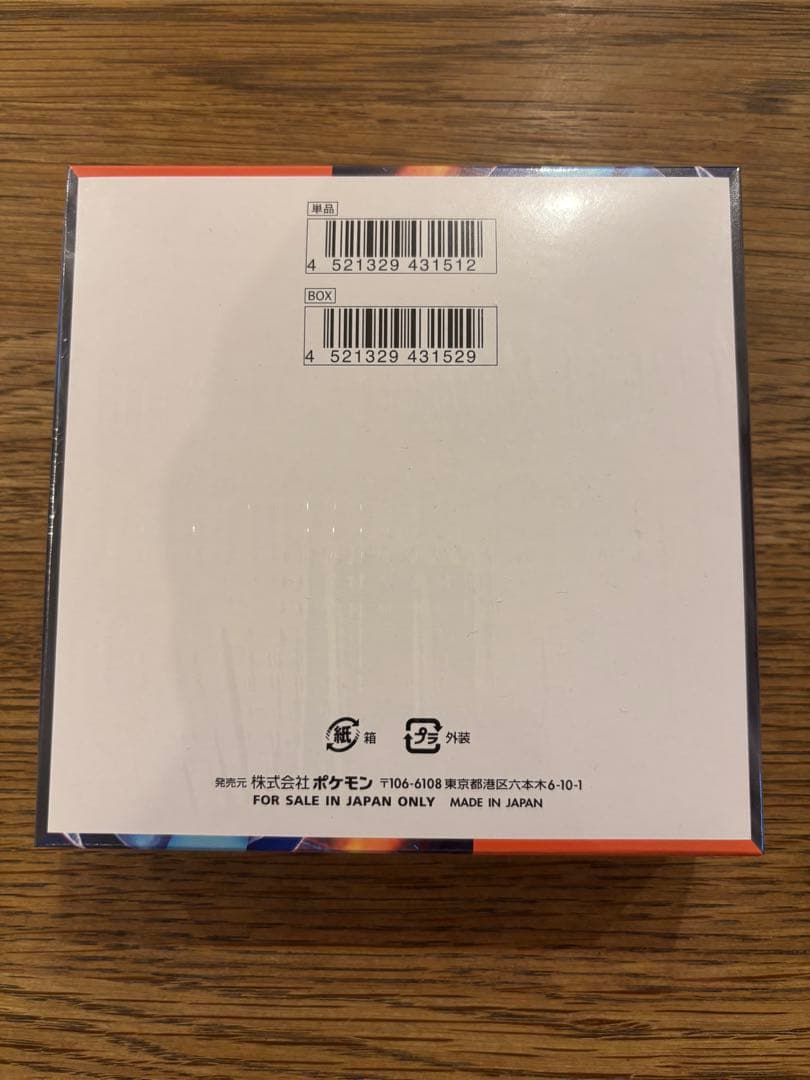 単品
4 521329 431512
BOX
4 521329 431529
紙 箱 プラ 外装
発売元 株式会社ポケモン 〒106-6108 東京都港区六本木6-10-1
FOR SALE IN JAPAN ONLY MADE IN JAPAN